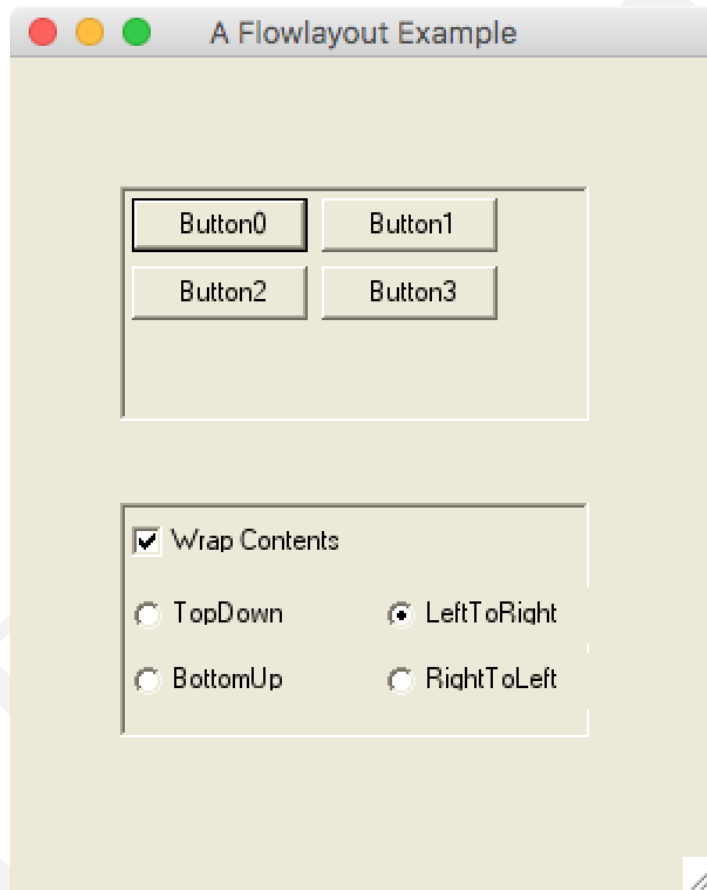 A Flowlayout Example
Button0 Button1
Button2 Button3
Wrap Contents
TopDown LeftToRight
BottomUp RightToLeft